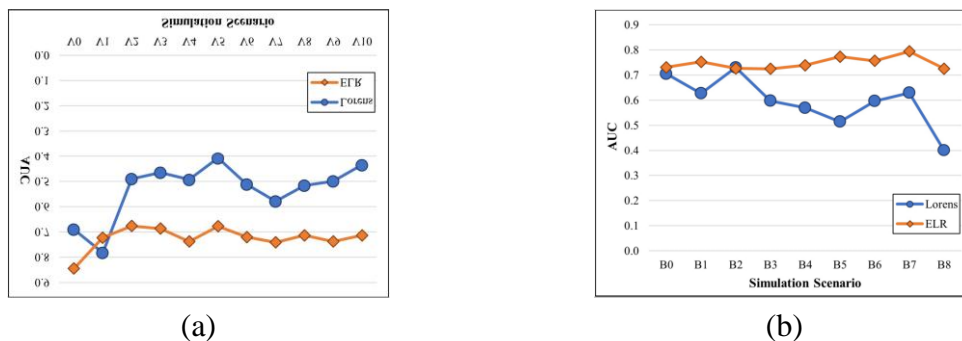 Simulation Scenario
A0 A1 A2 A3 A4 A5 A6 A7 A8 A9 A10
0.0
0.1
0.2
0.3
0.4
0.5
0.6
0.7
0.8
0.9
AUC
ELR
Lorens
(a)
0.9
0.8
0.7
0.6
0.5
0.4
0.3
0.2
0.1
0.0
AUC
Lorens
ELR
B0 B1 B2 B3 B4 B5 B6 B7 B8
Simulation Scenario
(b)